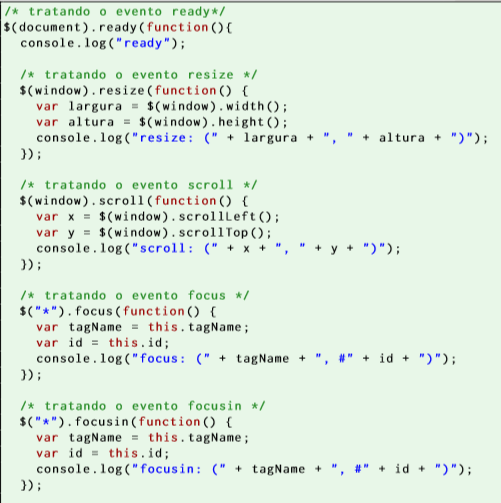 /* tratando o evento ready*/
$(document).ready(function(){
  console.log("ready");

  /* tratando o evento resize */
  $(window).resize(function() {
    var largura = $(window).width();
    var altura = $(window).height();
    console.log("resize: (" + largura + ", " + altura + ")");
  });

  /* tratando o evento scroll */
  $(window).scroll(function() {
    var x = $(window).scrollLeft();
    var y = $(window).scrollTop();
    console.log("scroll: (" + x + ", " + y + ")");
  });

  /* tratando o evento focus */
  $("*").focus(function() {
    var tagName = this.tagName;
    var id = this.id;
    console.log("focus: (" + tagName + ", #" + id + ")");
  });

  /* tratando o evento focusin */
  $("*").focusin(function() {
    var tagName = this.tagName;
    var id = this.id;
    console.log("focusin: (" + tagName + ", #" + id + ")");
  });